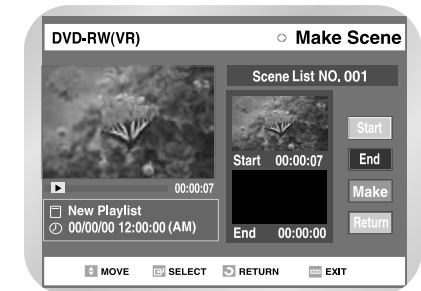 DVD-RW(VR)
Make Scene
Scene List NO. 001
Start 00:00:07
End 00:00:00
Start
End
Make
Return
00:00:07
New Playlist
00/00/00 12:00:00 (AM)
MOVE SELECT RETURN EXIT